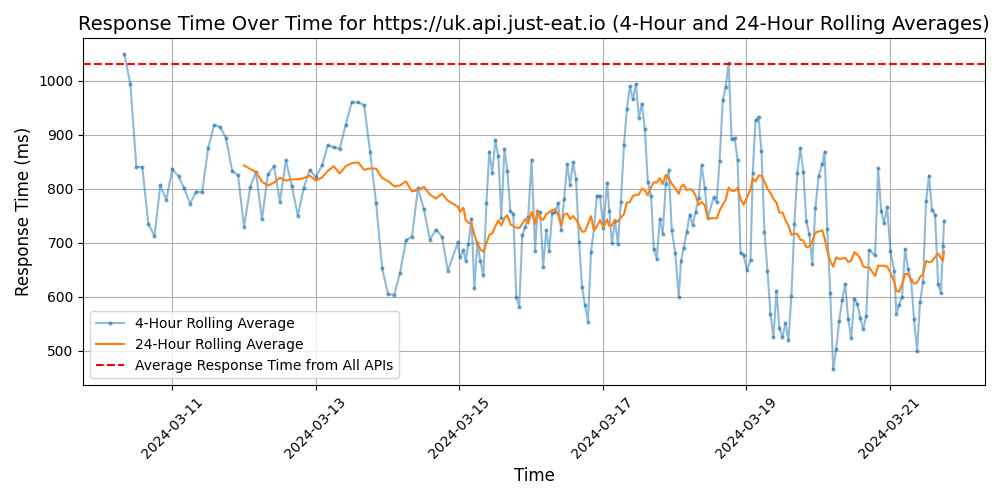 Response Time Over Time for https://uk.api.just-eat.io (4-Hour and 24-Hour Rolling Averages)
Response Time (ms)
1000
900
800
700
600
500
4-Hour Rolling Average
24-Hour Rolling Average
Average Response Time from All APIs
2024-03-11
2024-03-13
2024-03-15
2024-03-17
2024-03-19
2024-03-21
Time